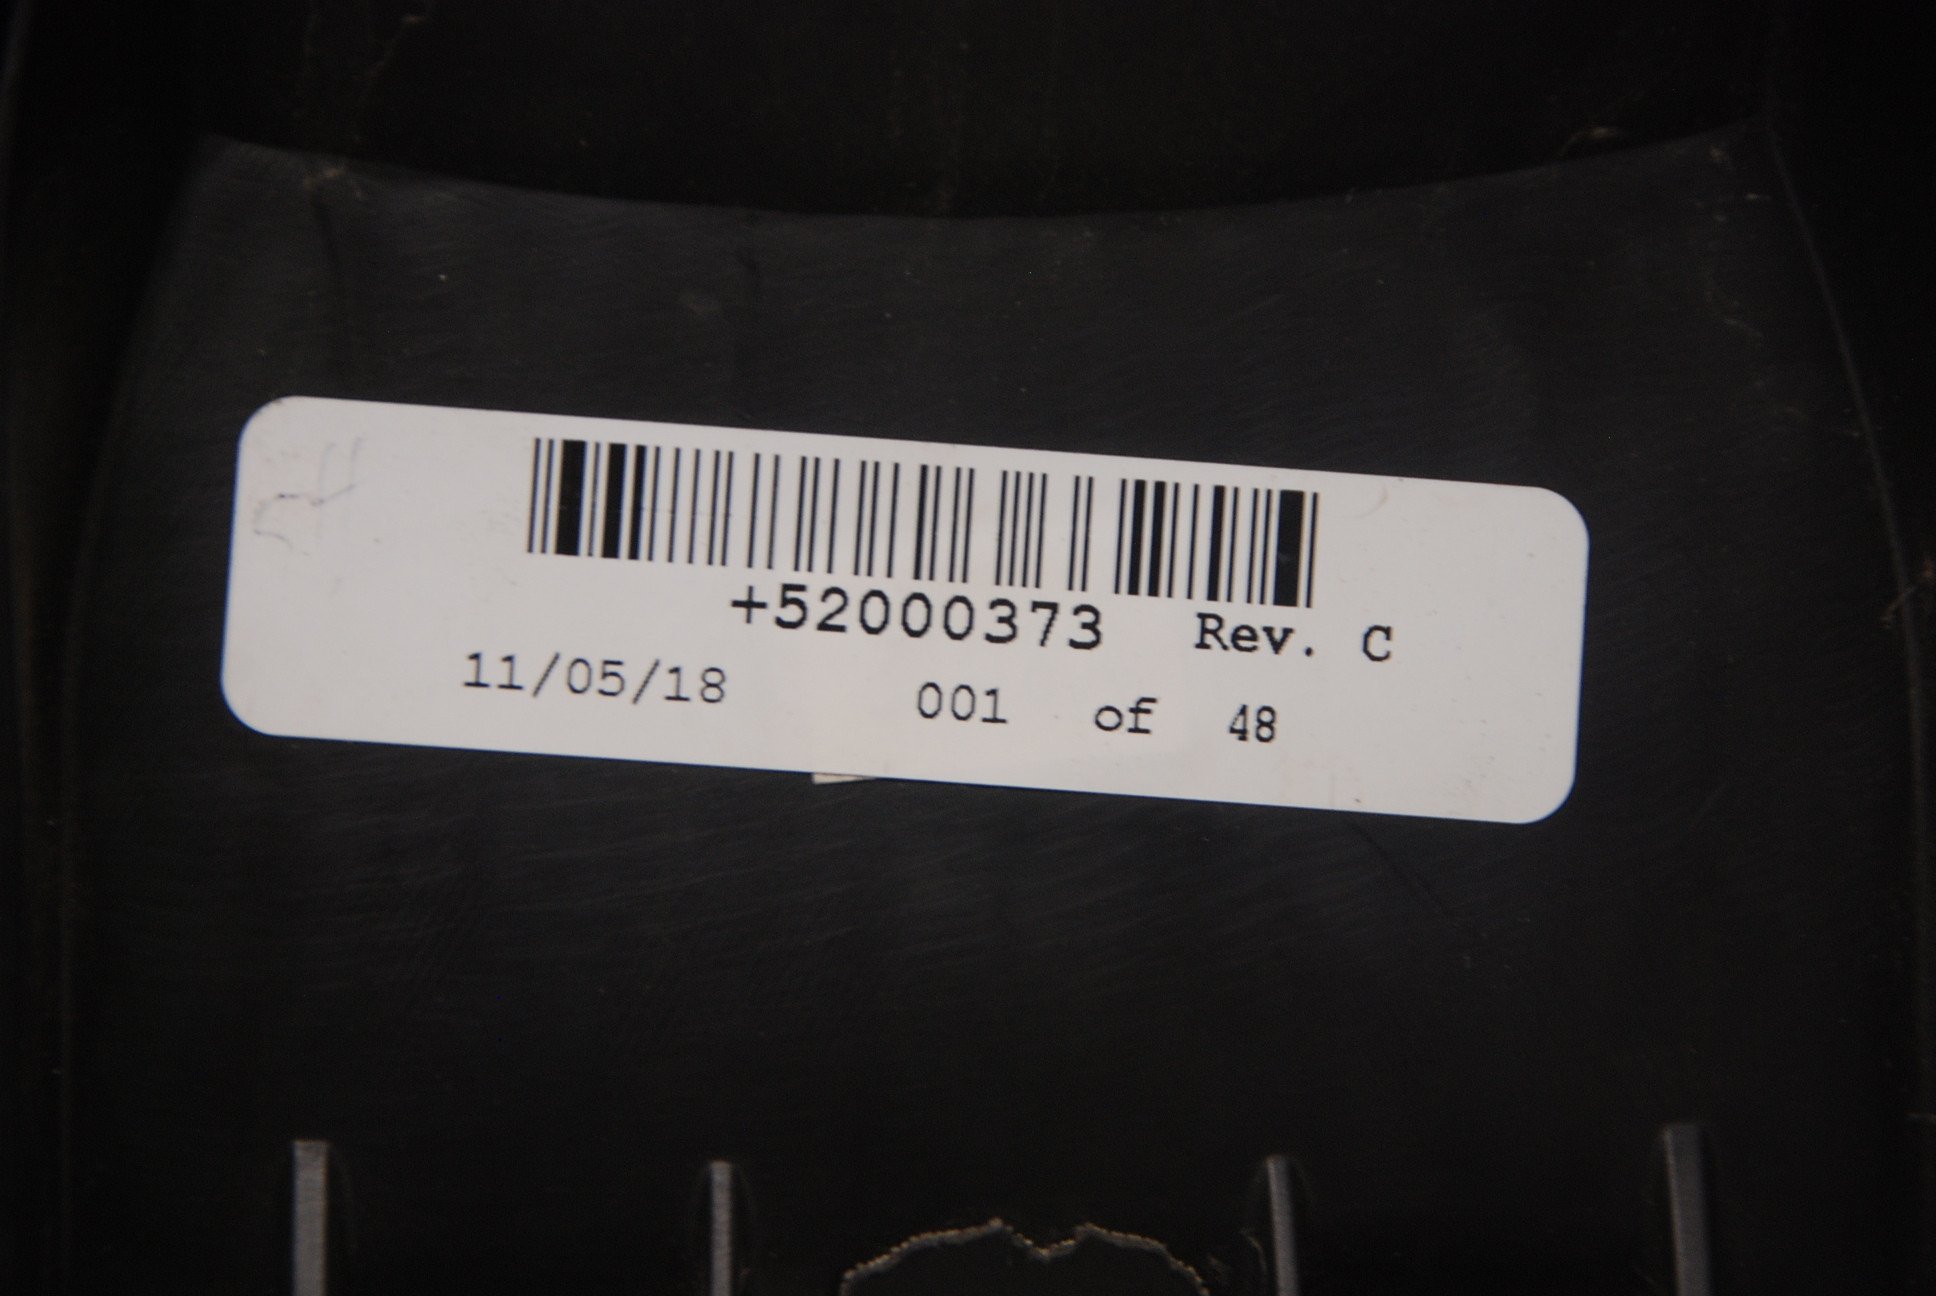 +52000373 Rev. C
11/05/18 001 of 48